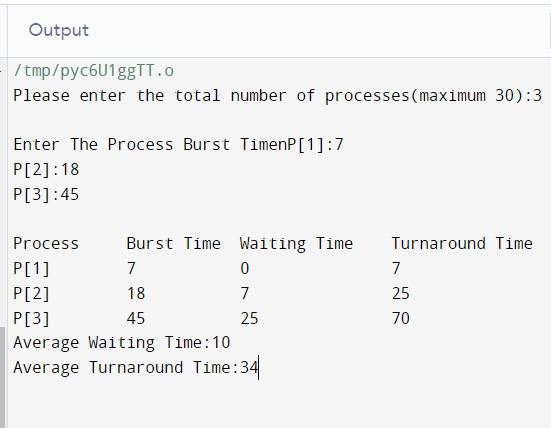 Output
/tmp/pyc6U1ggTT.o
Please enter the total number of processes(maximum 30):3
Enter The Process Burst TimenP[1]:7
P[2]:18
P[3]:45
Process Burst Time Waiting Time Turnaround Time
P[1] 7 0 7
P[2] 18 7 25
P[3] 45 25 70
Average Waiting Time:10
Average Turnaround Time:34